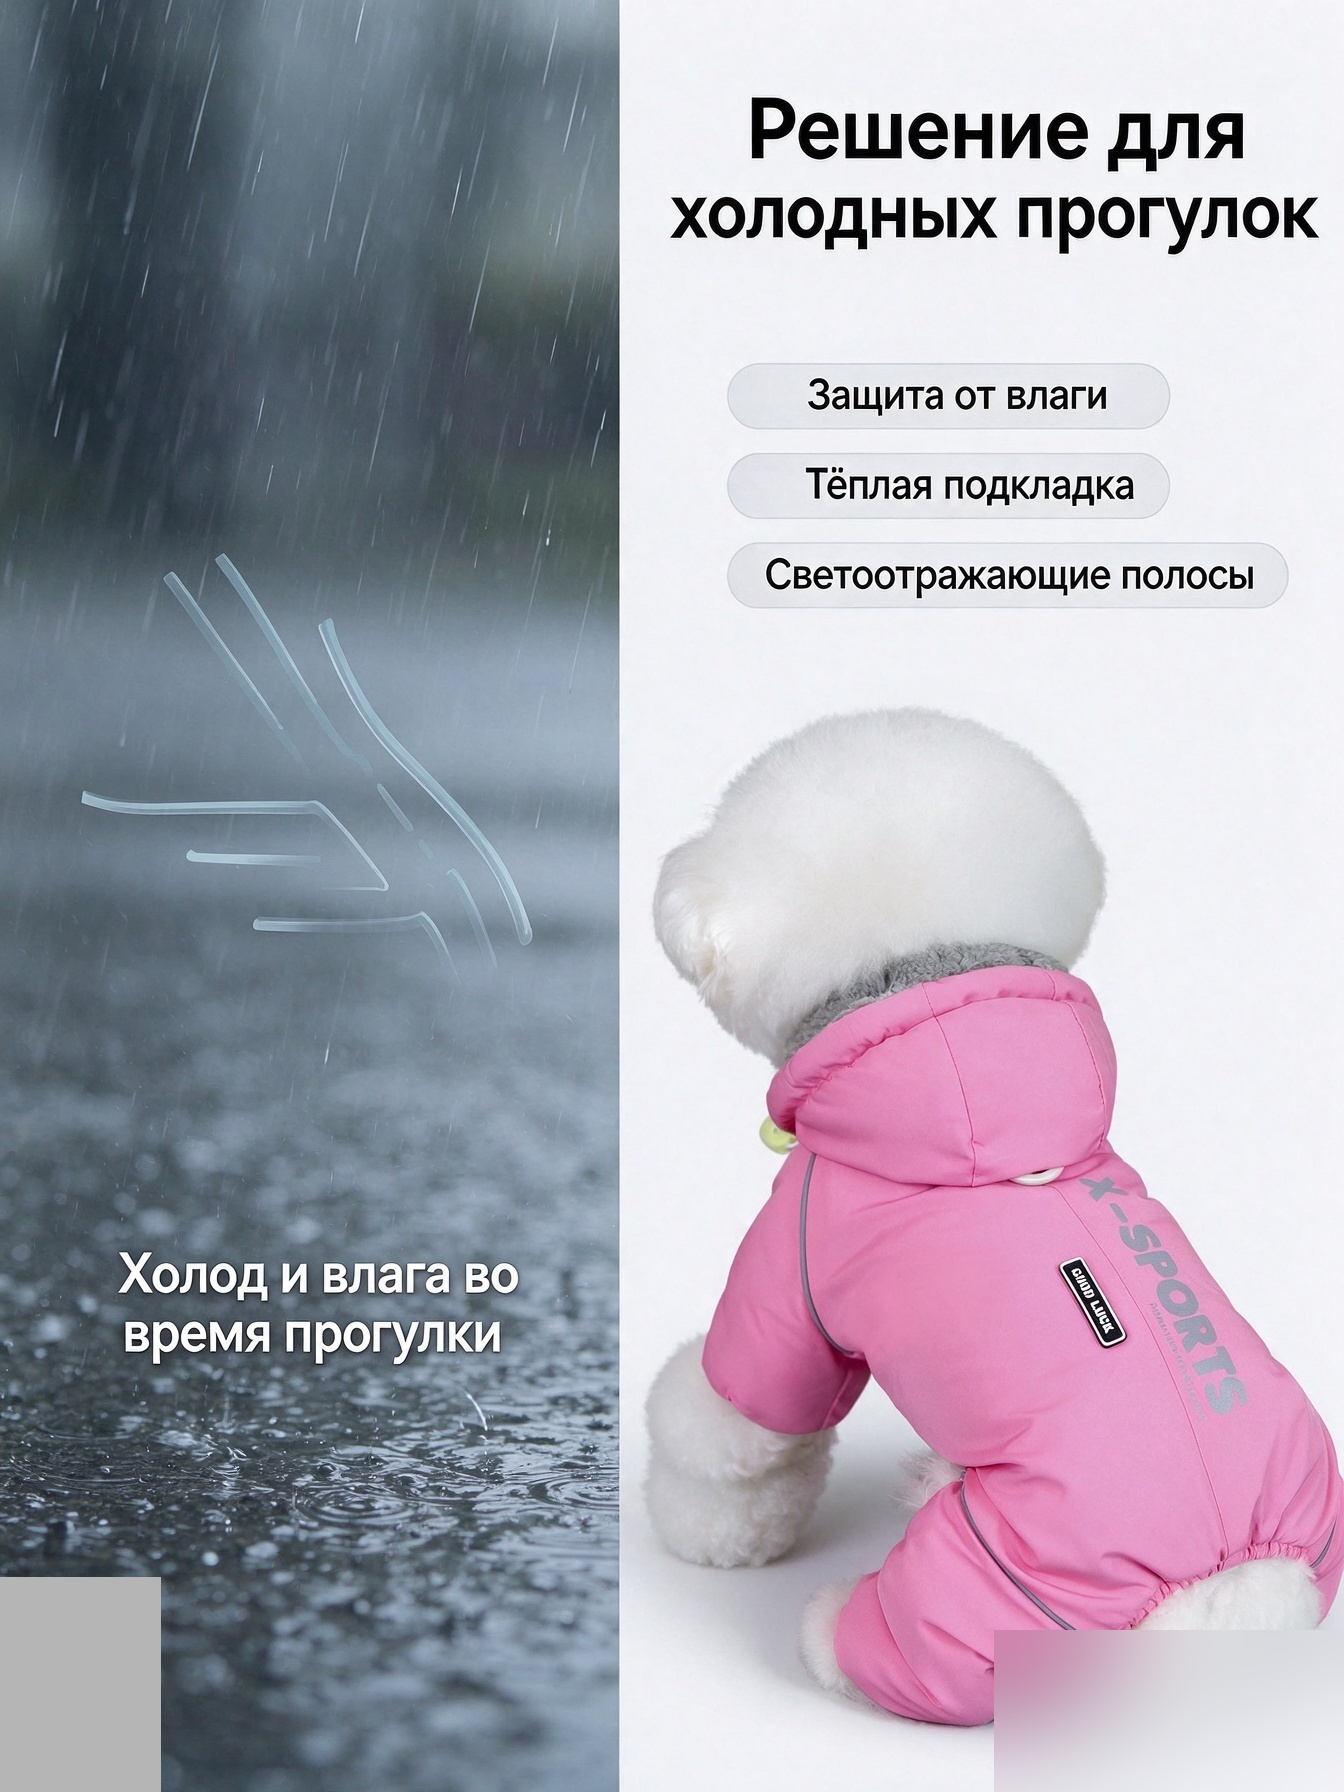 Решение для
холодных прогулок
Защита от влаги
Тёплая подкладка
Светоотражающие полосы
X-SPORTS
GOOD LUCK
Холод и влага во
время прогулки